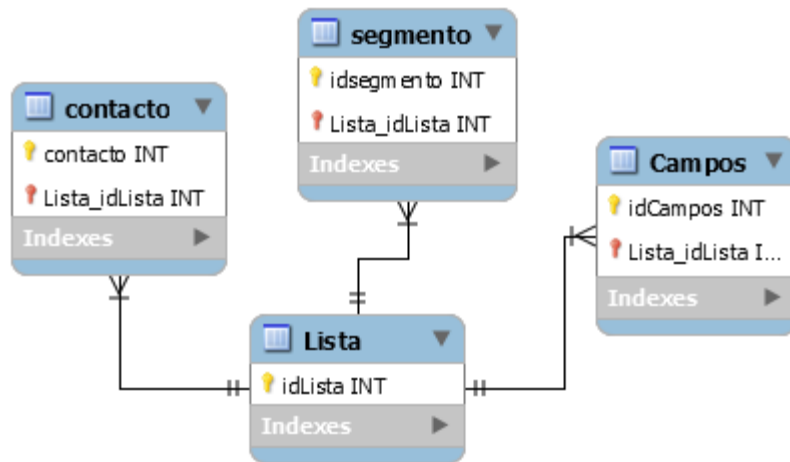 segmento
idsegmento INT
Lista_idLista INT
Indexes
contacto
contacto INT
Lista_idLista INT
Indexes
Campos
idCampos INT
Lista_idLista I...
Indexes
Lista
idLista INT
Indexes